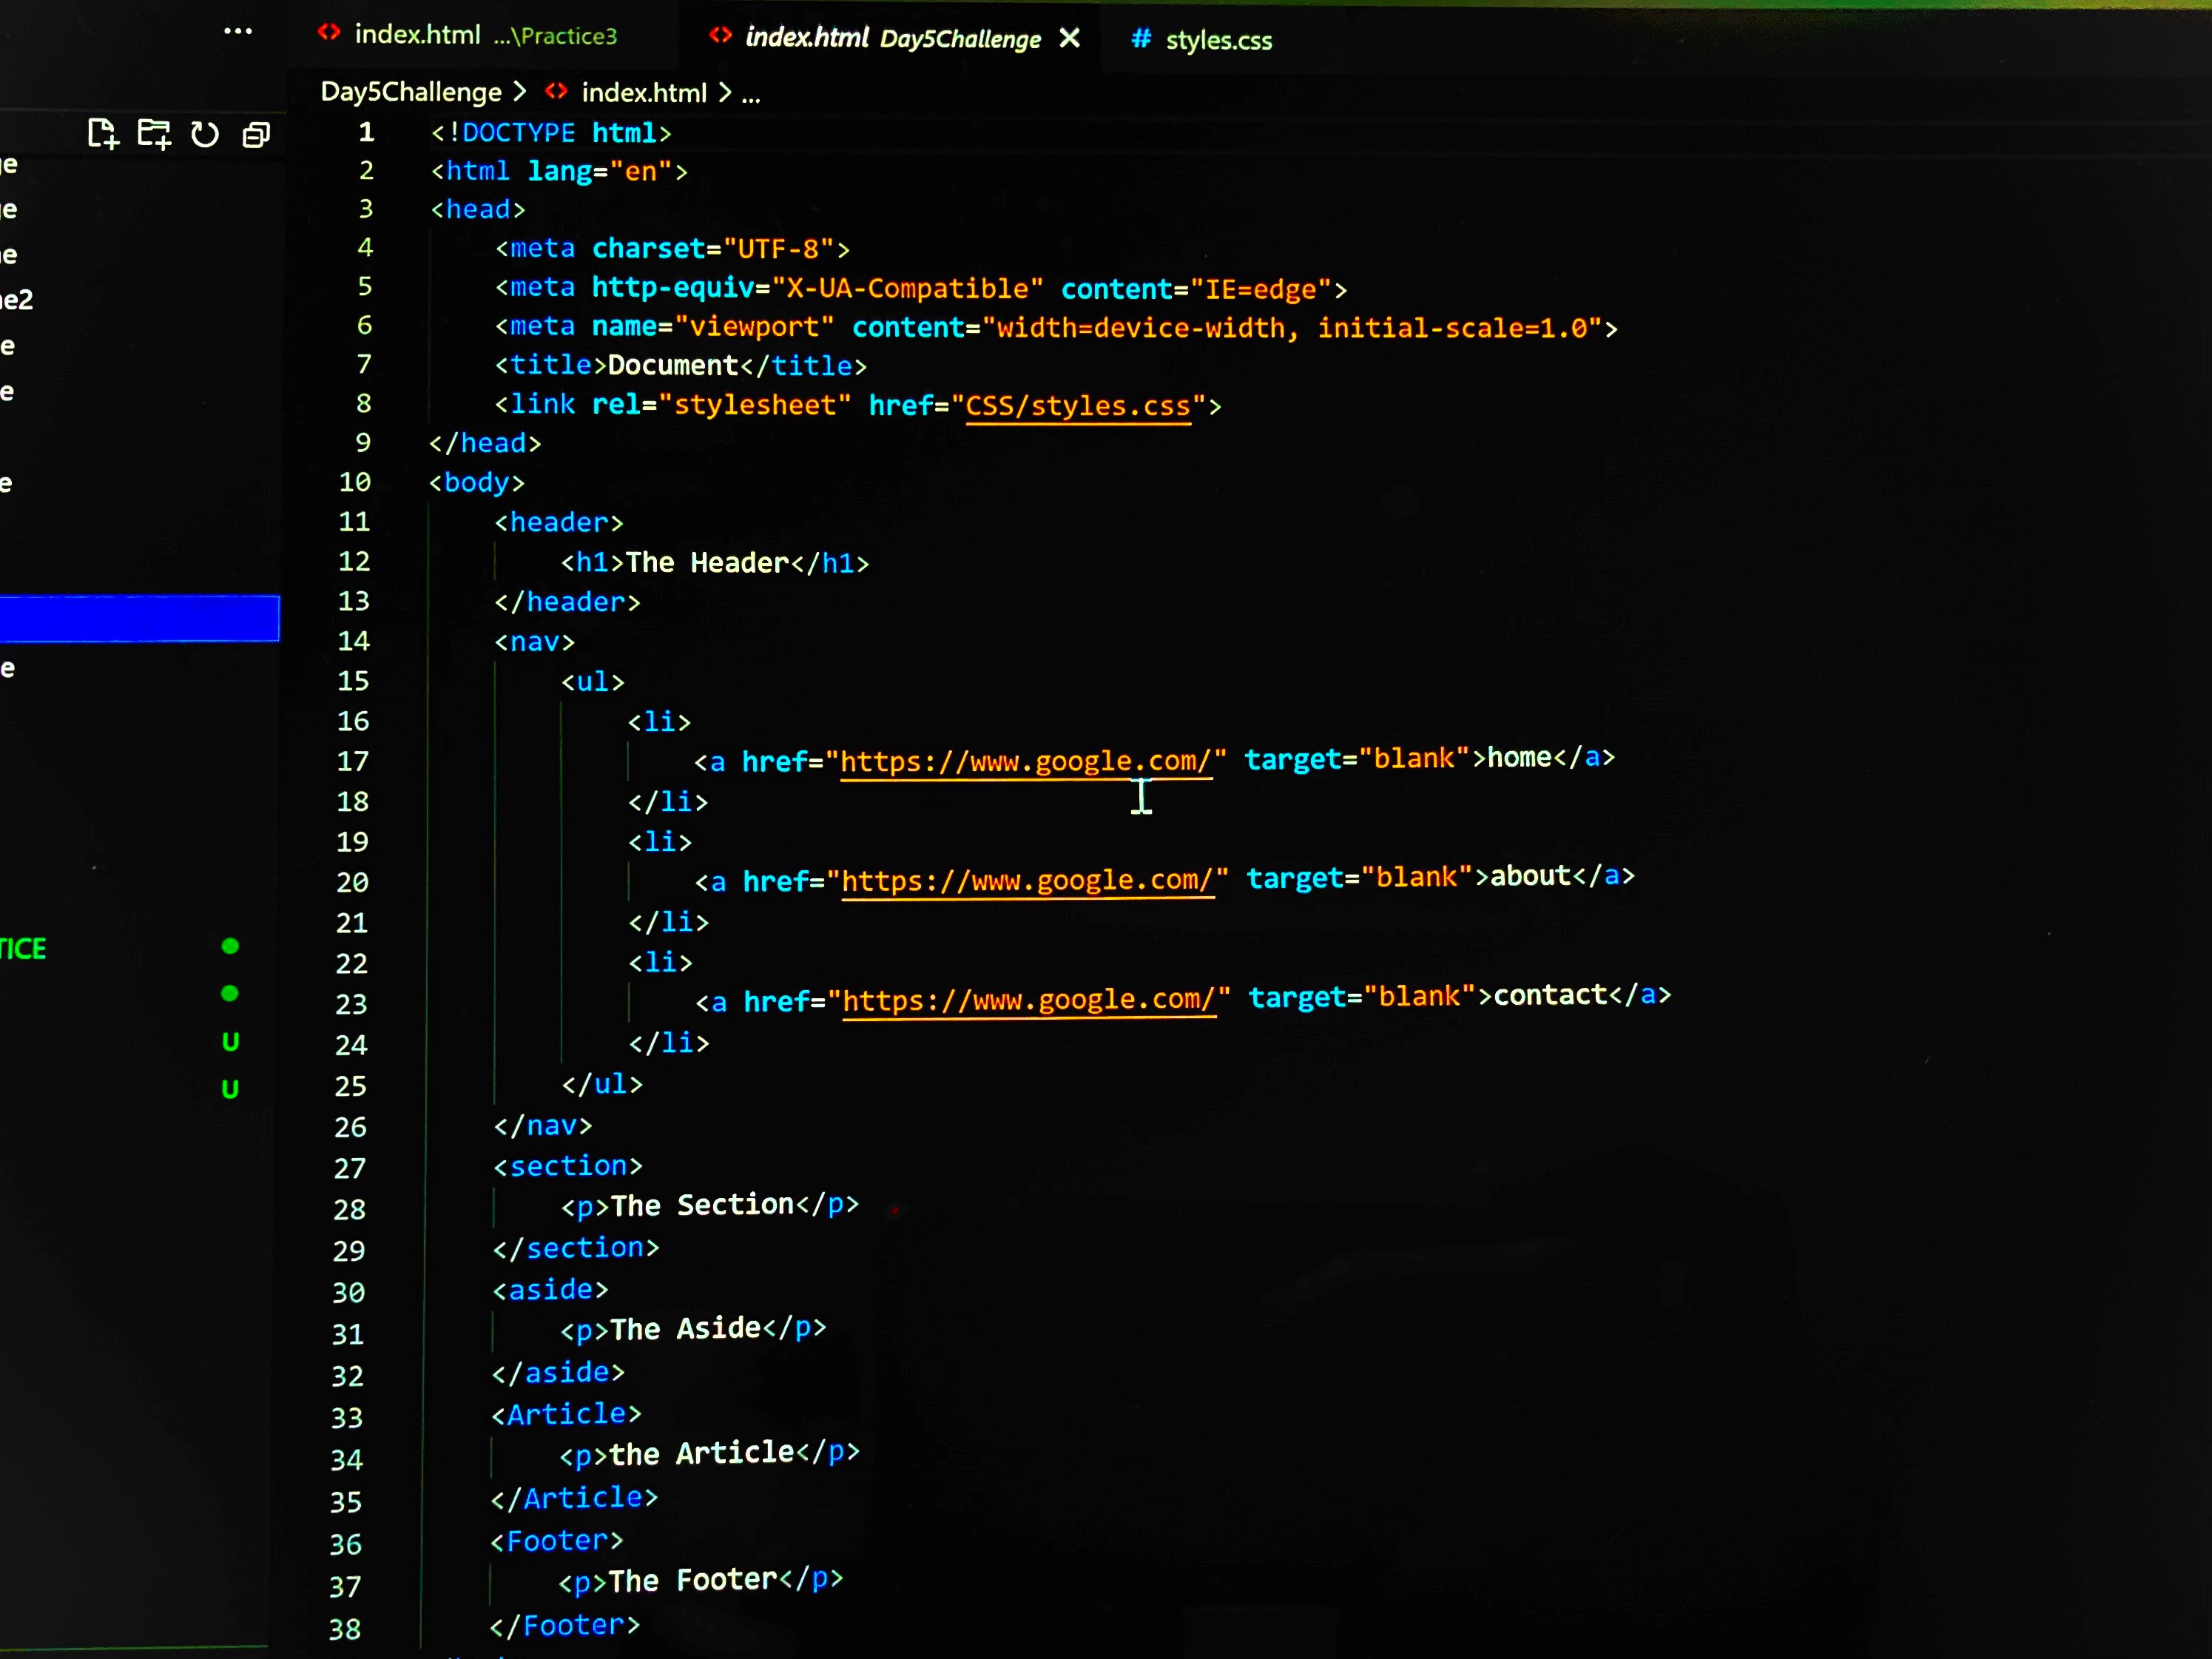 ... index.html ...\Practice3 index.html Day5Challenge # styles.css
Day5Challenge > index.html > ...
1 <!DOCTYPE html>
2 <html lang="en">
3 <head>
4 <meta charset="UTF-8">
5 <meta http-equiv="X-UA-Compatible" content="IE=edge">
6 <meta name="viewport" content="width=device-width, initial-scale=1.0">
7 <title>Document</title>
8 <link rel="stylesheet" href="CSS/styles.css">
9 </head>
10 <body>
11 <header>
12 <h1>The Header</h1>
13 </header>
14 <nav>
15 <ul>
16 <li>
17 <a href="https://www.google.com/" target="blank">home</a>
18 </li>
19 <li>
20 <a href="https://www.google.com/" target="blank">about</a>
21 </li>
22 <li>
23 <a href="https://www.google.com/" target="blank">contact</a>
24 </li>
25 </ul>
26 </nav>
27 <section>
28 <p>The Section</p>
29 </section>
30 <aside>
31 <p>The Aside</p>
32 </aside>
33 <Article>
34 <p>the Article</p>
35 </Article>
36 <Footer>
37 <p>The Footer</p>
38 </Footer>
TICE
U
U